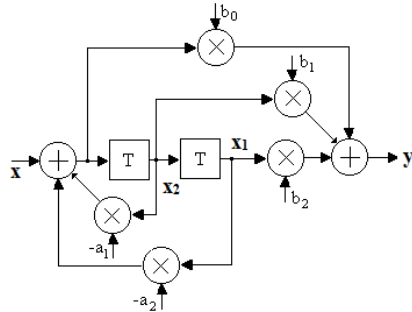 b₀
b₁
x₁
x
T
x₂
T
y
b₂
-a₁
-a₂